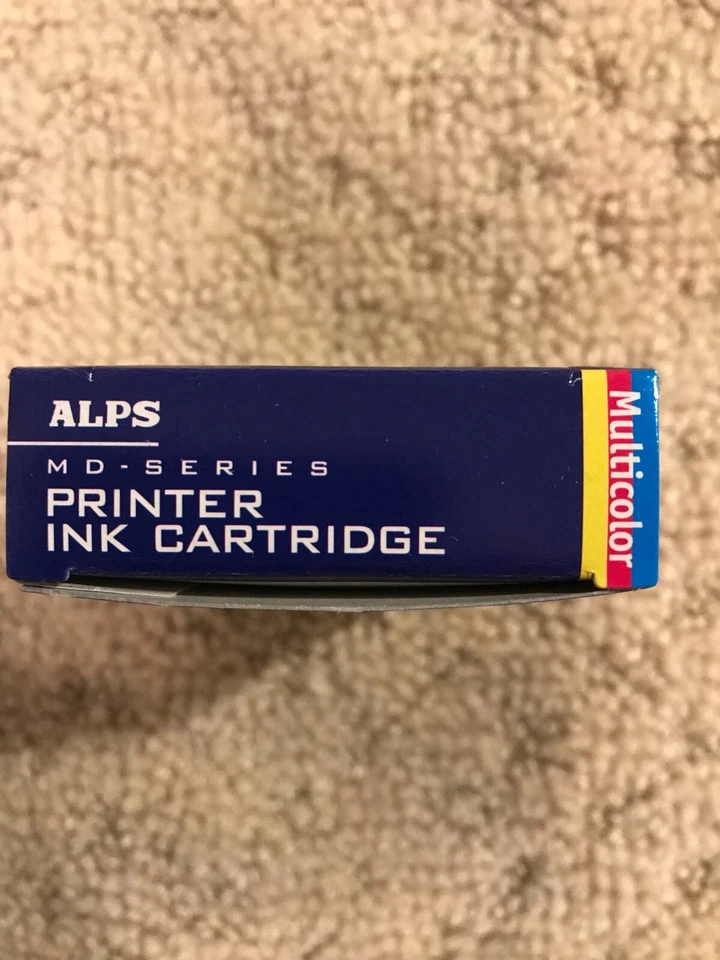 ALPS
MD-SERIES
PRINTER
INK CARTRIDGE
Multicolor